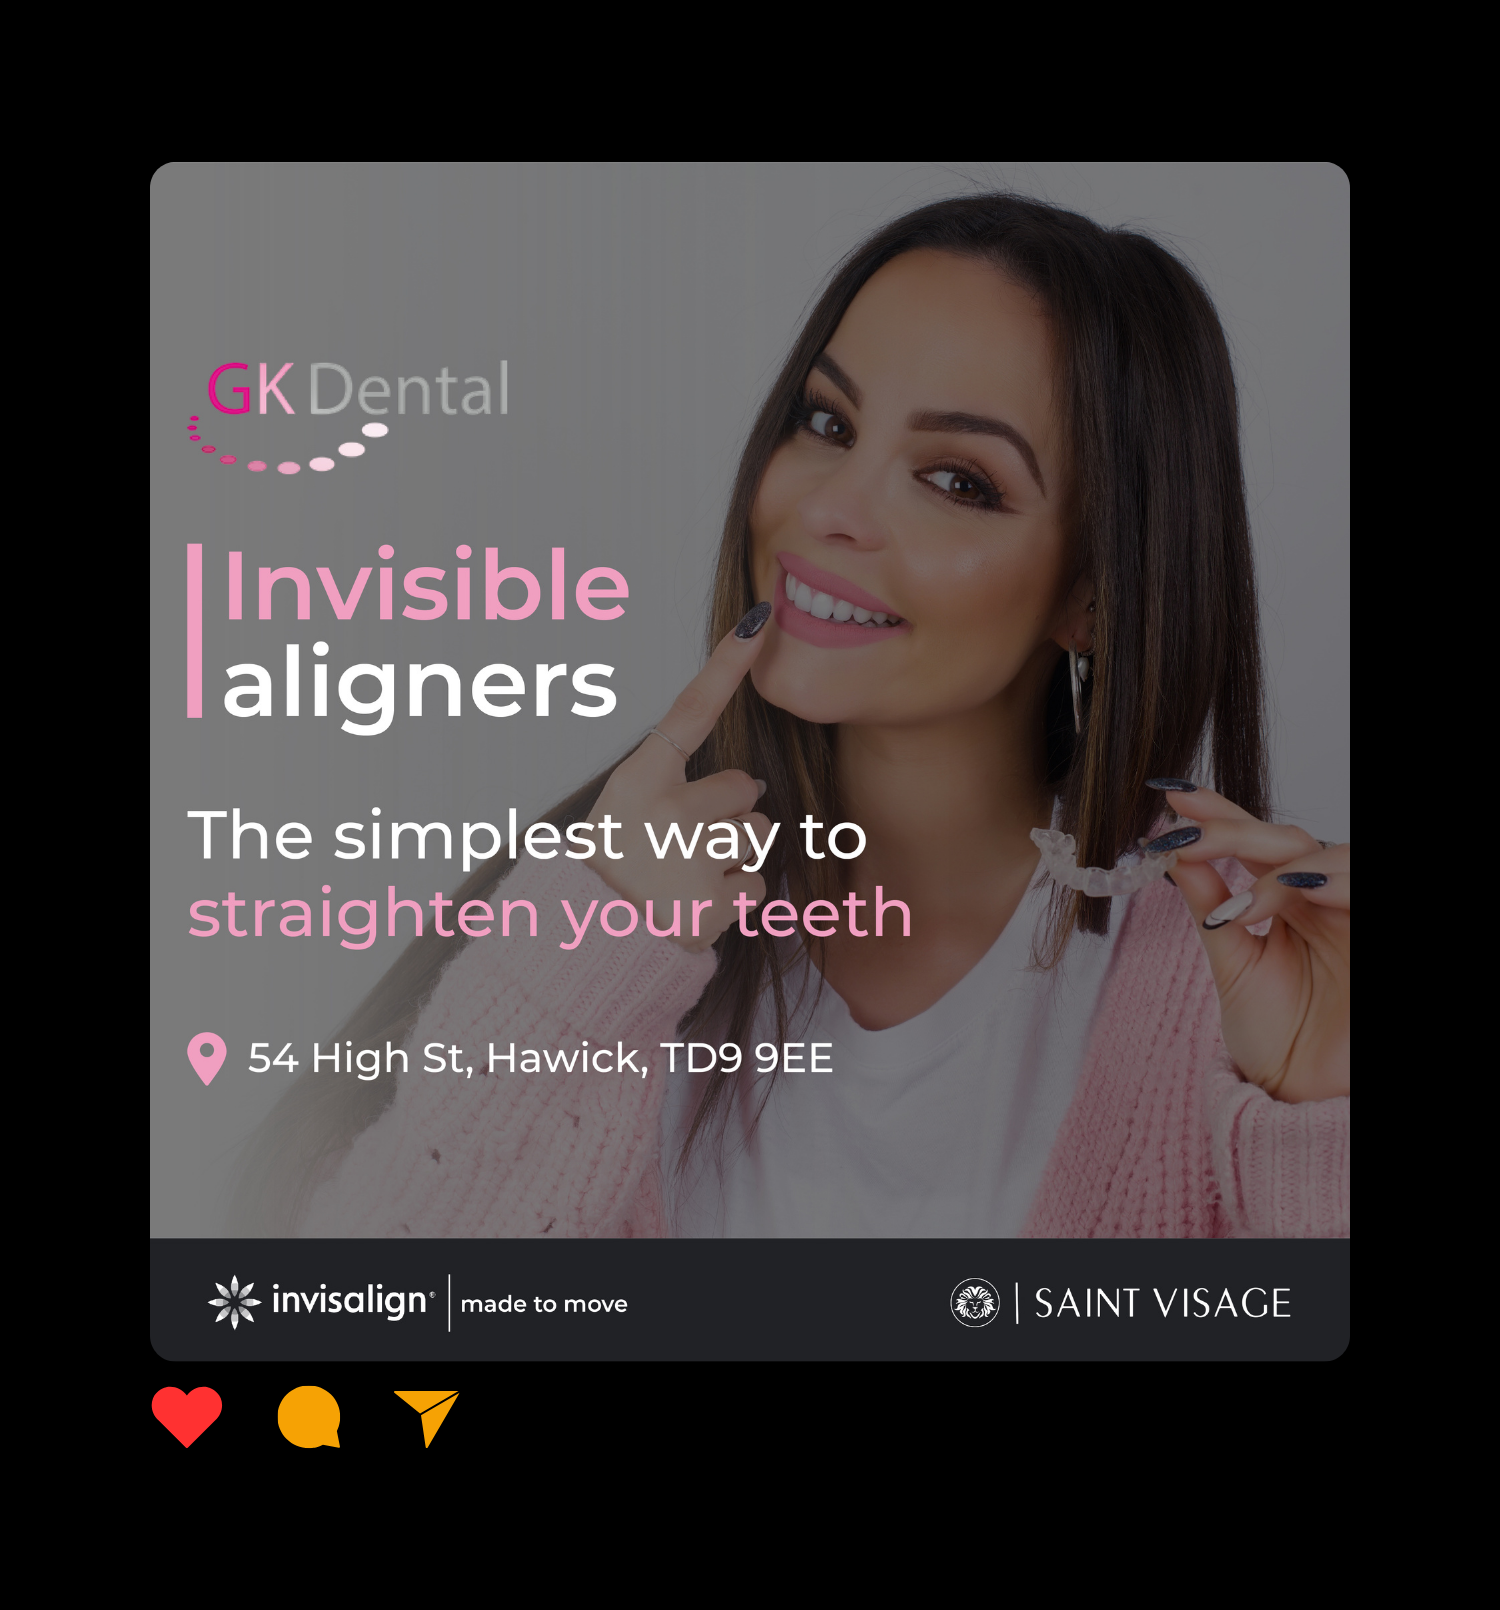 GK Dental
Invisible
aligners
The simplest way to
straighten your teeth
54 High St, Hawick, TD9 9EE
invisalign® | made to move
SAINT VISAGE